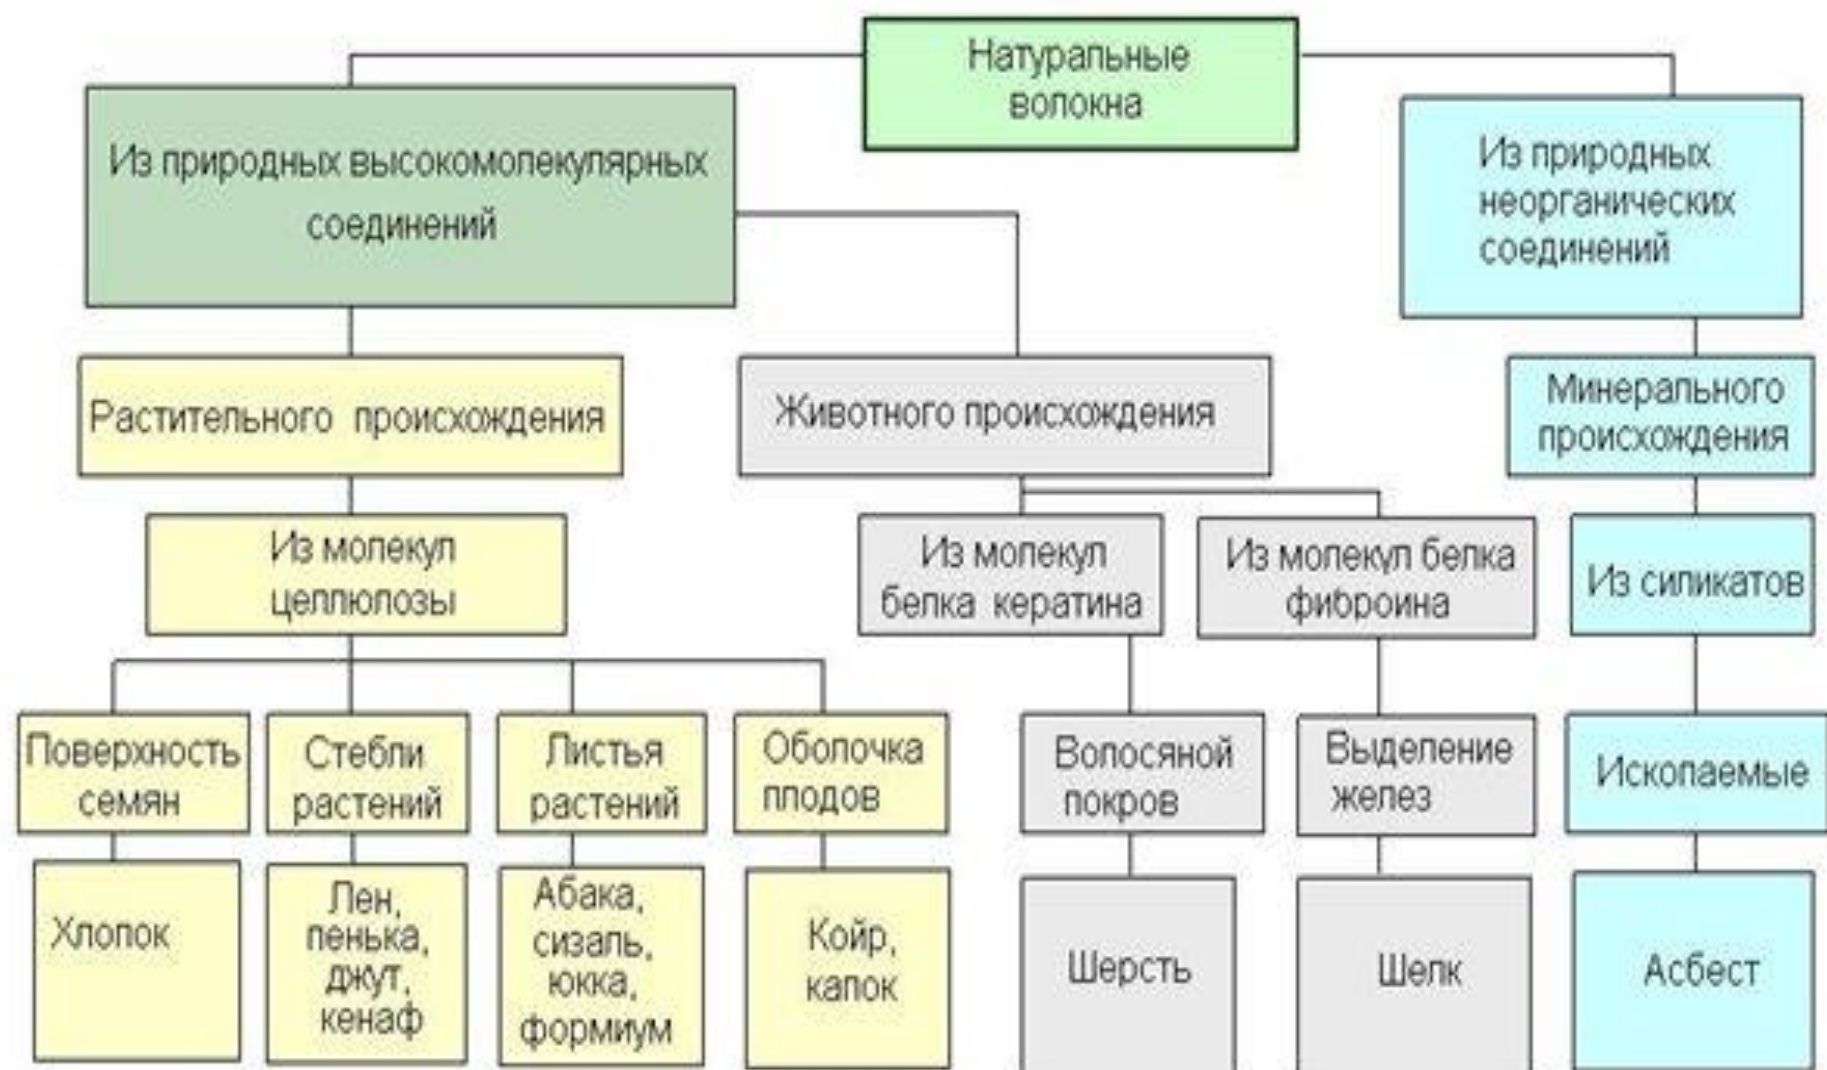 Натуральные
волокна
Из природных высокомолекулярных
соединений
Из природных
неорганических
соединений
Растительного происхождения
Животного происхождения
Минерального
происхождения
Из молекул
целлюлозы
Из молекул
белка кератина
Из молекул белка
фиброина
Из силикатов
Поверхность
семян
Стебли
растений
Листья
растений
Оболочка
плодов
Волосяной
покров
Выделение
желез
Ископаемые
Хлопок
Лен,
пенька,
джут,
кенаф
Абака,
сизаль,
юкка,
формиум
Койр,
капок
Шерсть
Шелк
Асбест